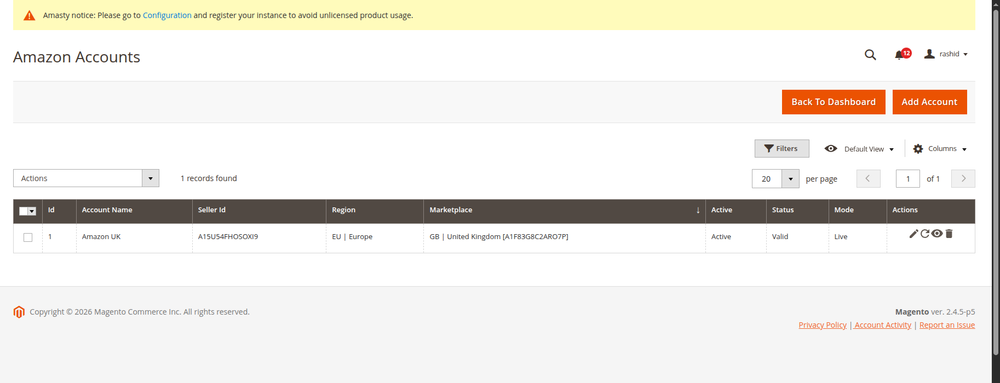 Amasty notice: Please go to Configuration and register your instance to avoid unlicensed product usage.
Amazon Accounts
12
rashid
Back To Dashboard
Add Account
Filters
Default View
Columns
Actions
1 records found
20
per page
1
of 1
Id Account Name Seller Id Region Marketplace ↓ Active Status Mode Actions
1 Amazon UK A15U54FHOSOXI9 EU | Europe GB | United Kingdom [A1F83G8C2ARO7P] Active Valid Live
Copyright © 2026 Magento Commerce Inc. All rights reserved.
Magento ver. 2.4.5-p5
Privacy Policy | Account Activity | Report an Issue